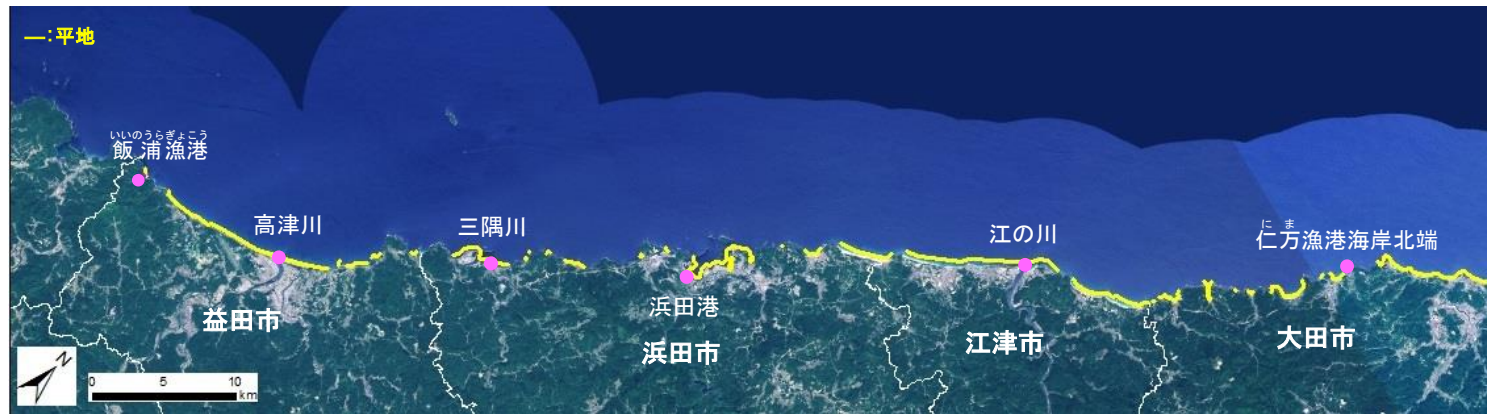 —:平地
いいのうらぎょこう
飯浦漁港
高津川
三隅川
浜田港
江の川
にま
仁万漁港海岸北端
益田市
浜田市
江津市
大田市
N
0 5 10
km